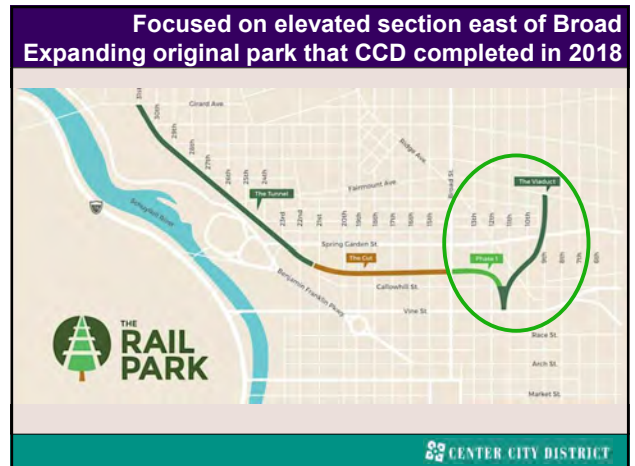 Focused on elevated section east of Broad
Expanding original park that CCD completed in 2018
31st
30th
29th
28th
27th
26th
25th
24th
Girard Ave.
Ridge Ave.
Broad St.
The Viaduct
The Tunnel
Fairmount Ave.
23rd
22nd
21st
20th
19th
18th
17th
16th
15th
13th
12th
11th
10th
9th
8th
7th
6th
Schuylkill River
Spring Garden St.
The Cut
Phase 1
Benjamin Franklin Pkwy.
Callowhill St.
Vine St.
Race St.
Arch St.
Market St.
THE
RAIL
PARK
CENTER CITY DISTRICT